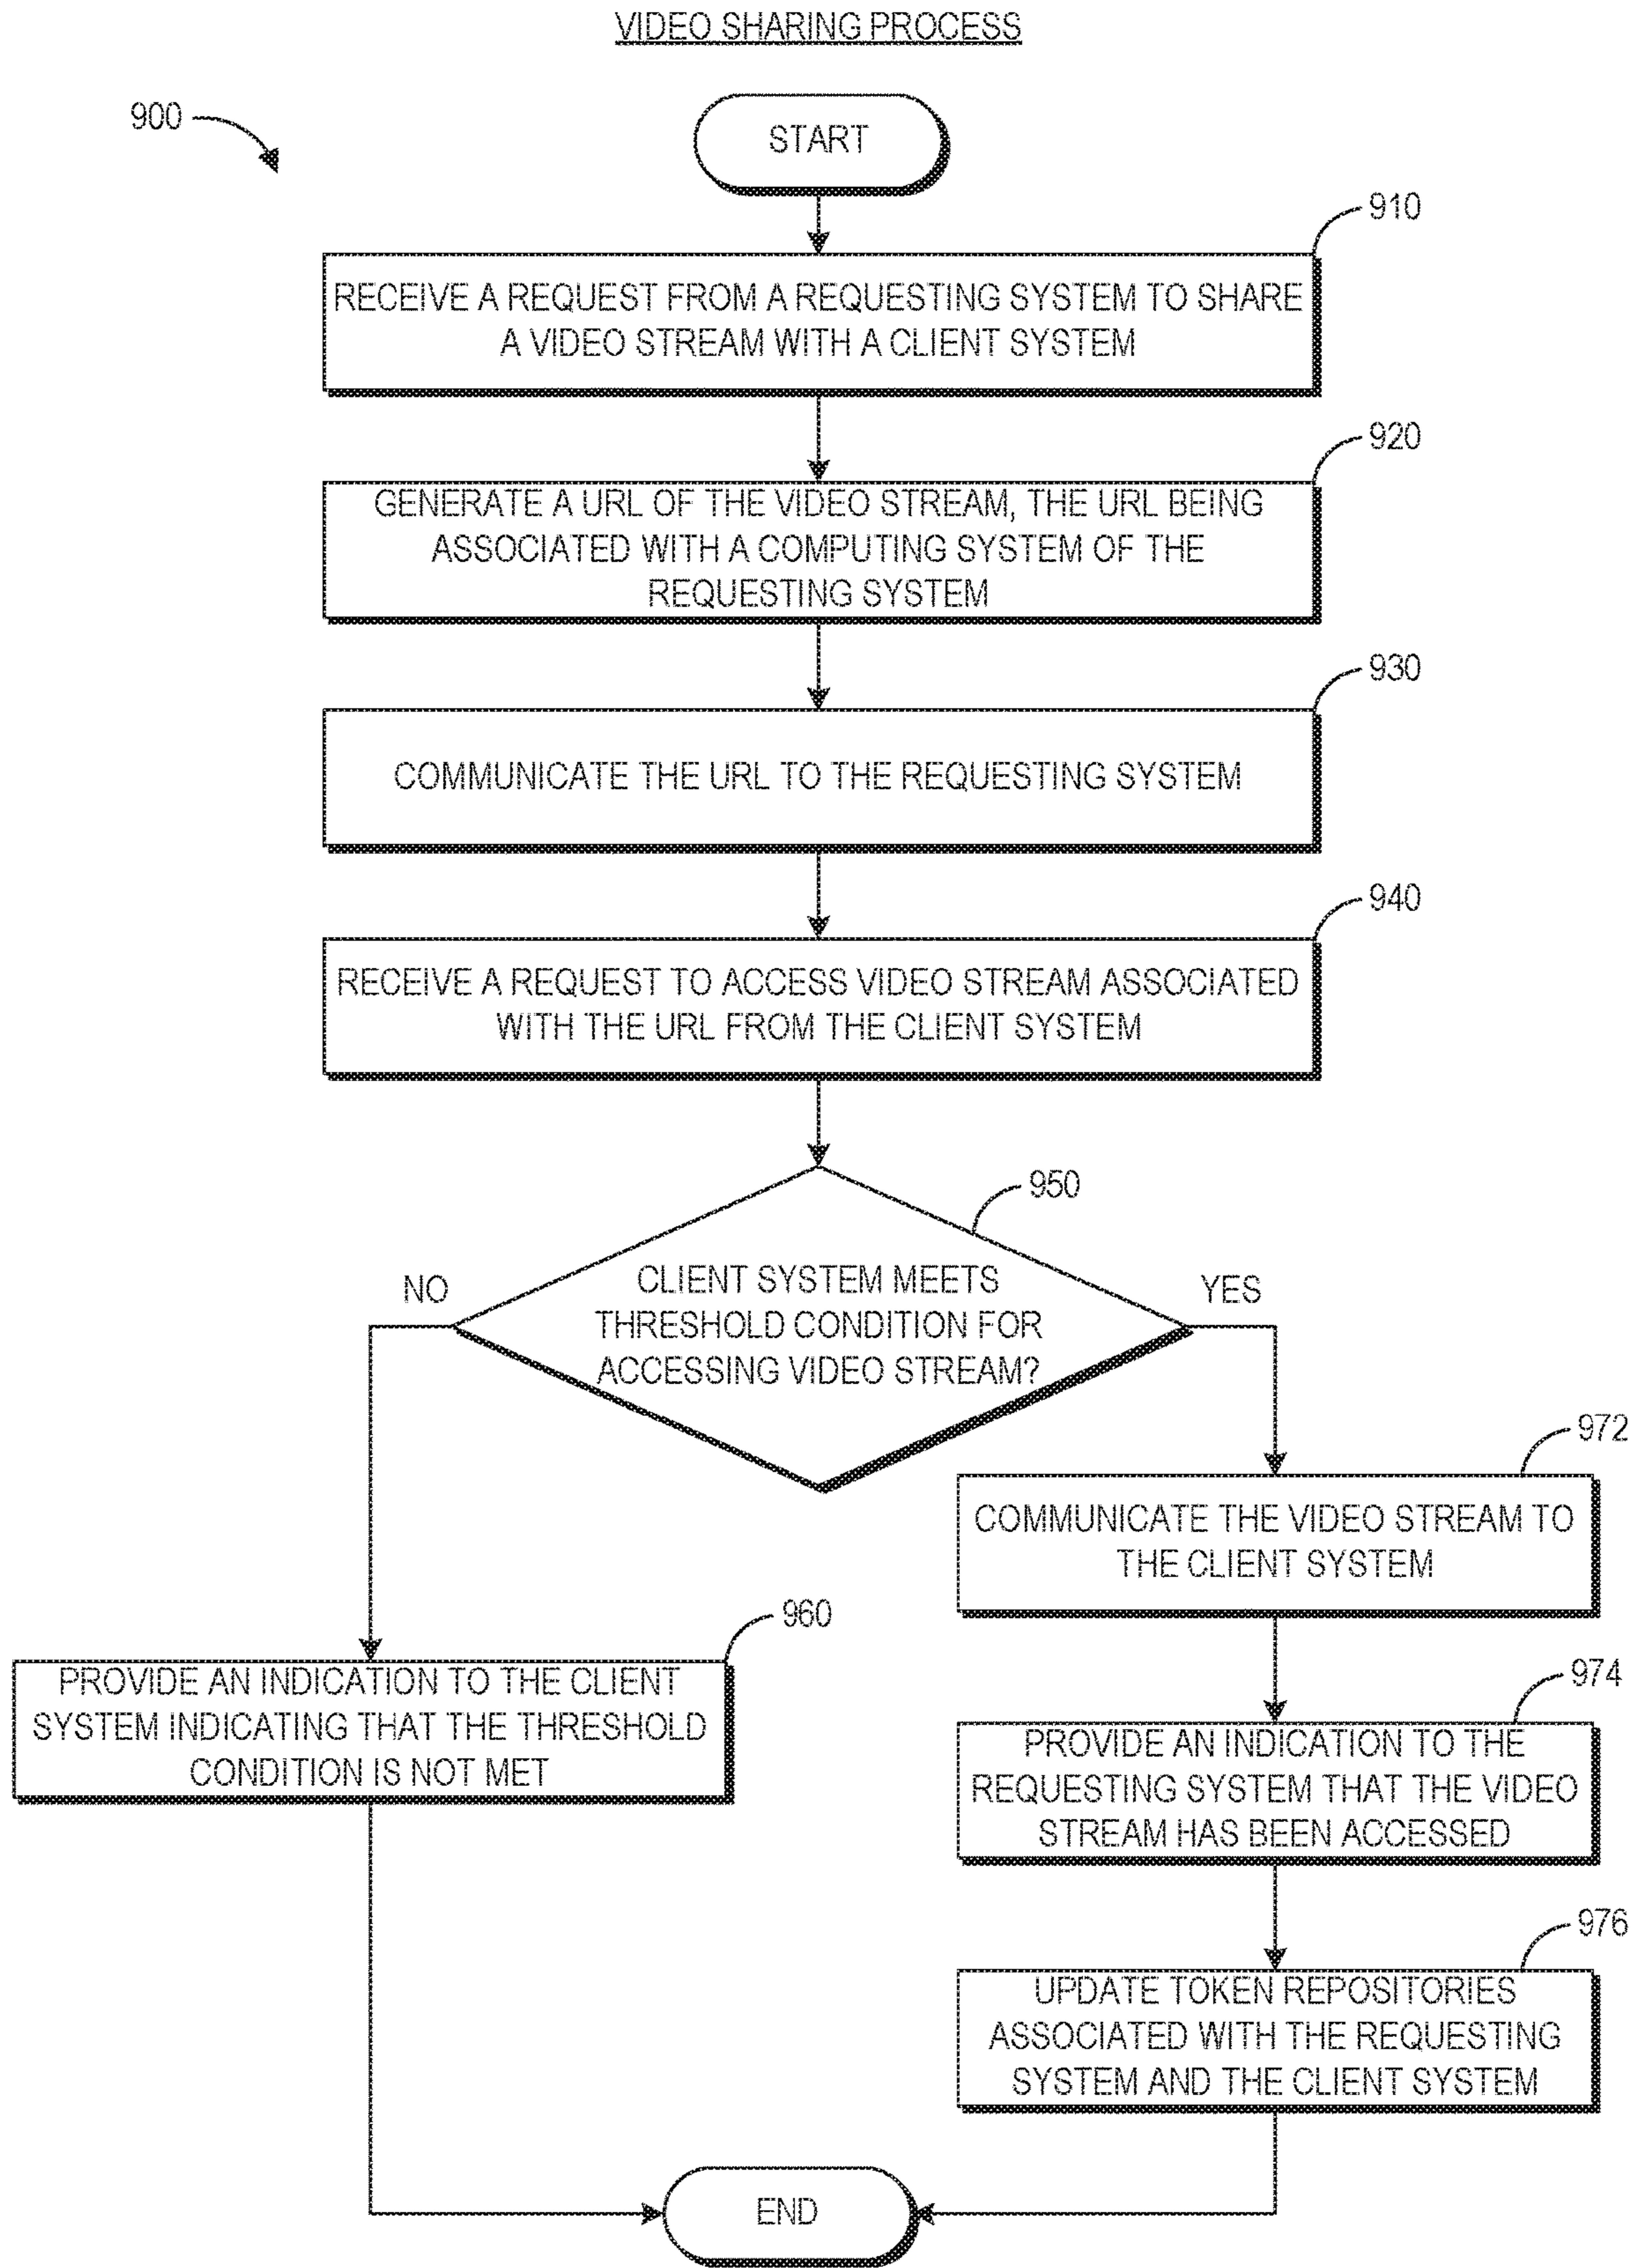 VIDEO SHARING PROCESS
900
START
910
RECEIVE A REQUEST FROM A REQUESTING SYSTEM TO SHARE
A VIDEO STREAM WITH A CLIENT SYSTEM
920
GENERATE A URL OF THE VIDEO STREAM, THE URL BEING
ASSOCIATED WITH A COMPUTING SYSTEM OF THE
REQUESTING SYSTEM
930
COMMUNICATE THE URL TO THE REQUESTING SYSTEM
940
RECEIVE A REQUEST TO ACCESS VIDEO STREAM ASSOCIATED
WITH THE URL FROM THE CLIENT SYSTEM
950
NO
YES
CLIENT SYSTEM MEETS
THRESHOLD CONDITION FOR
ACCESSING VIDEO STREAM?
972
COMMUNICATE THE VIDEO STREAM TO
THE CLIENT SYSTEM
960
PROVIDE AN INDICATION TO THE CLIENT
SYSTEM INDICATING THAT THE THRESHOLD
CONDITION IS NOT MET
974
PROVIDE AN INDICATION TO THE
REQUESTING SYSTEM THAT THE VIDEO
STREAM HAS BEEN ACCESSED
976
UPDATE TOKEN REPOSITORIES
ASSOCIATED WITH THE REQUESTING
SYSTEM AND THE CLIENT SYSTEM
END